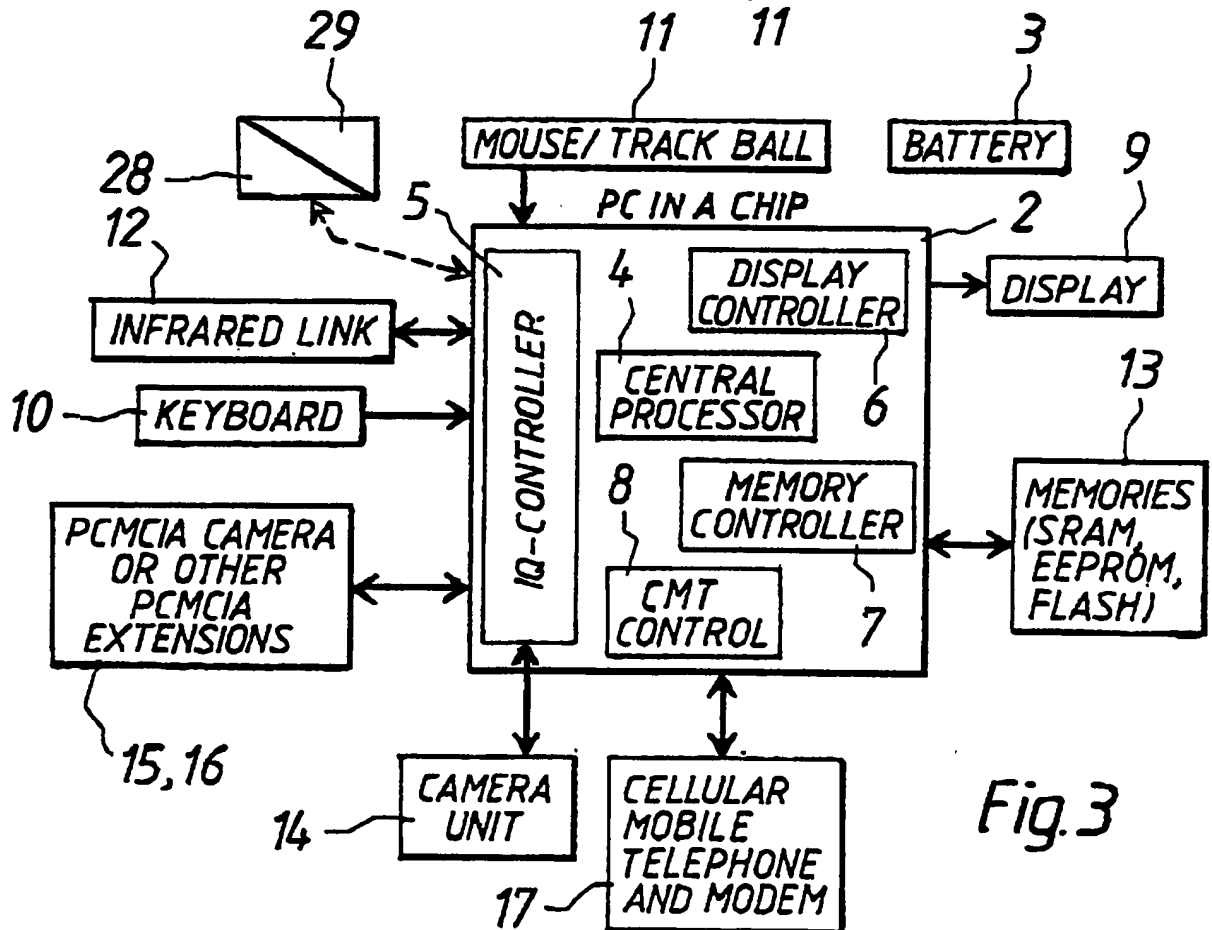 29
11
11
3
MOUSE/TRACK BALL
BATTERY
28
9
5
PC IN A CHIP
2
12
4
DISPLAY
CONTROLLER
DISPLAY
INFRARED LINK
IQ-CONTROLLER
CENTRAL
PROCESSOR
6
13
10
KEYBOARD
8
MEMORY
CONTROLLER
MEMORIES
(SRAM,
EEPROM,
FLASH)
PCMCIA CAMERA
OR OTHER
PCMCIA
EXTENSIONS
CMT
CONTROL
7
15, 16
CAMERA
UNIT
14
CELLULAR
MOBILE
TELEPHONE
AND MODEM
17
Fig.3